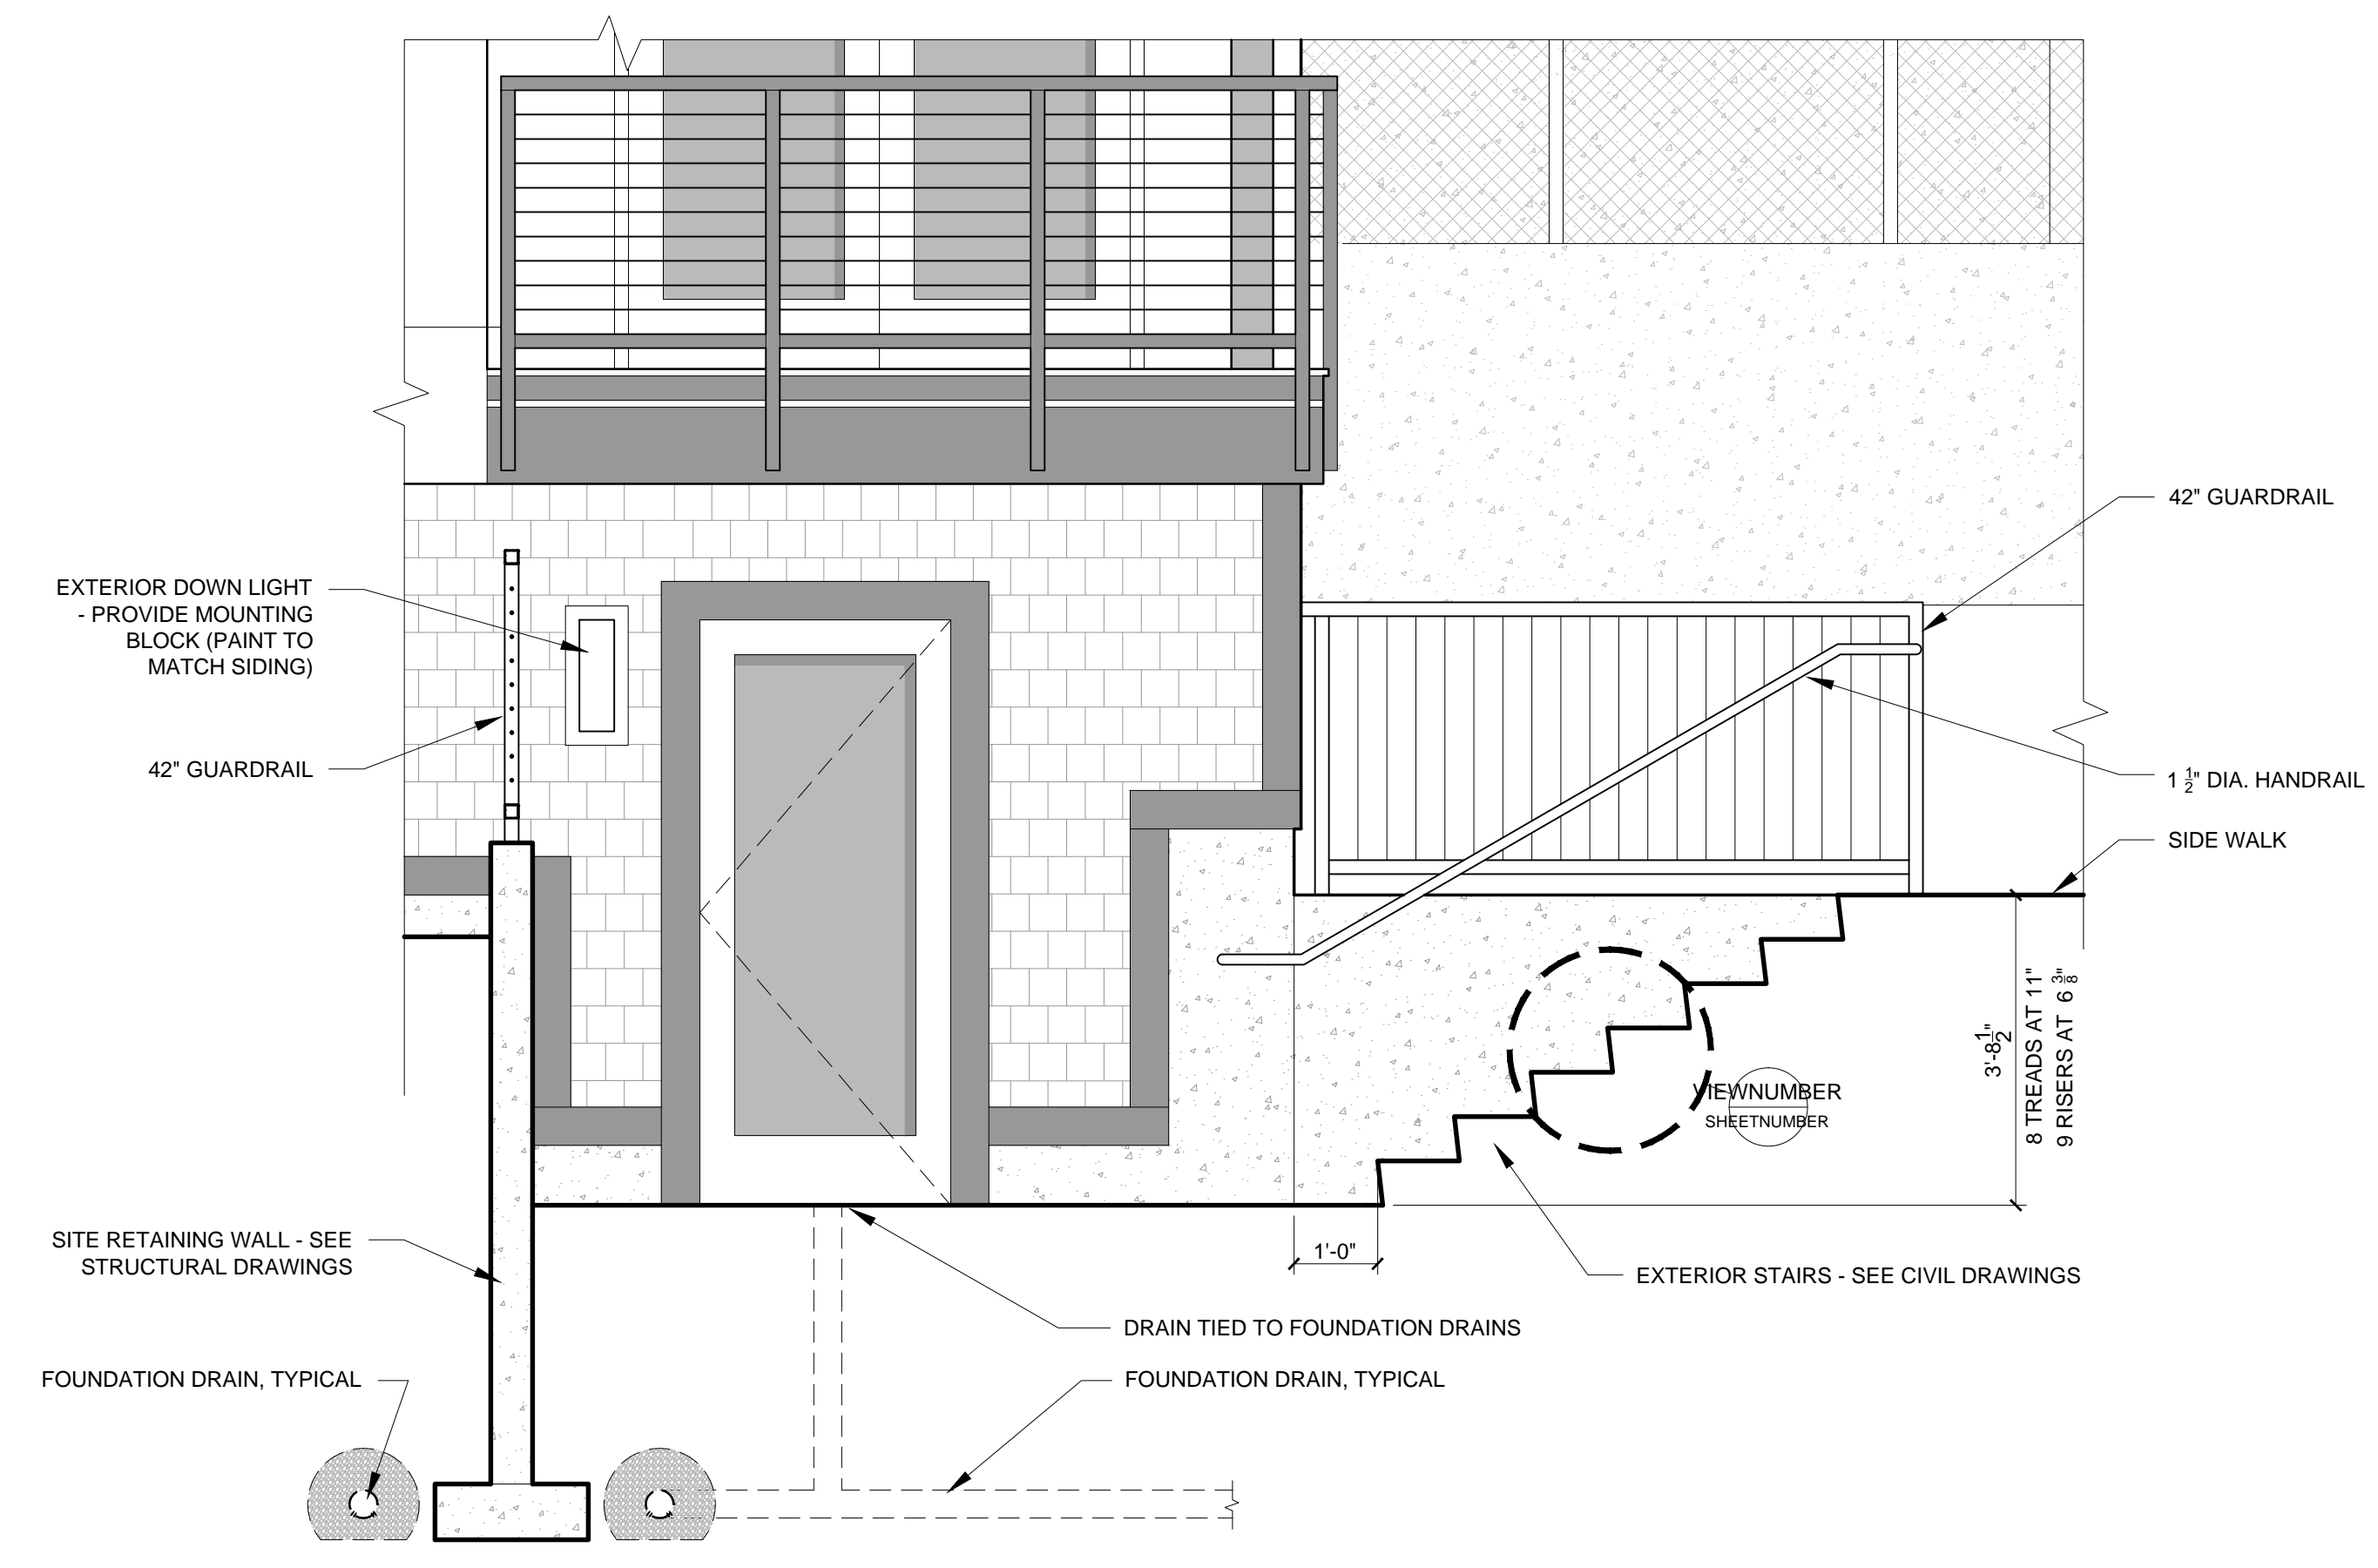 42" GUARDRAIL
EXTERIOR DOWN LIGHT
- PROVIDE MOUNTING
BLOCK (PAINT TO
MATCH SIDING)
42" GUARDRAIL
1 1/2" DIA. HANDRAIL
SIDE WALK
3'-8 1/2"
8 TREADS AT 11"
9 RISERS AT 6 3/8"
VIEWNUMBER
SHEETNUMBER
SITE RETAINING WALL - SEE
STRUCTURAL DRAWINGS
1'-0"
EXTERIOR STAIRS - SEE CIVIL DRAWINGS
DRAIN TIED TO FOUNDATION DRAINS
FOUNDATION DRAIN, TYPICAL
FOUNDATION DRAIN, TYPICAL